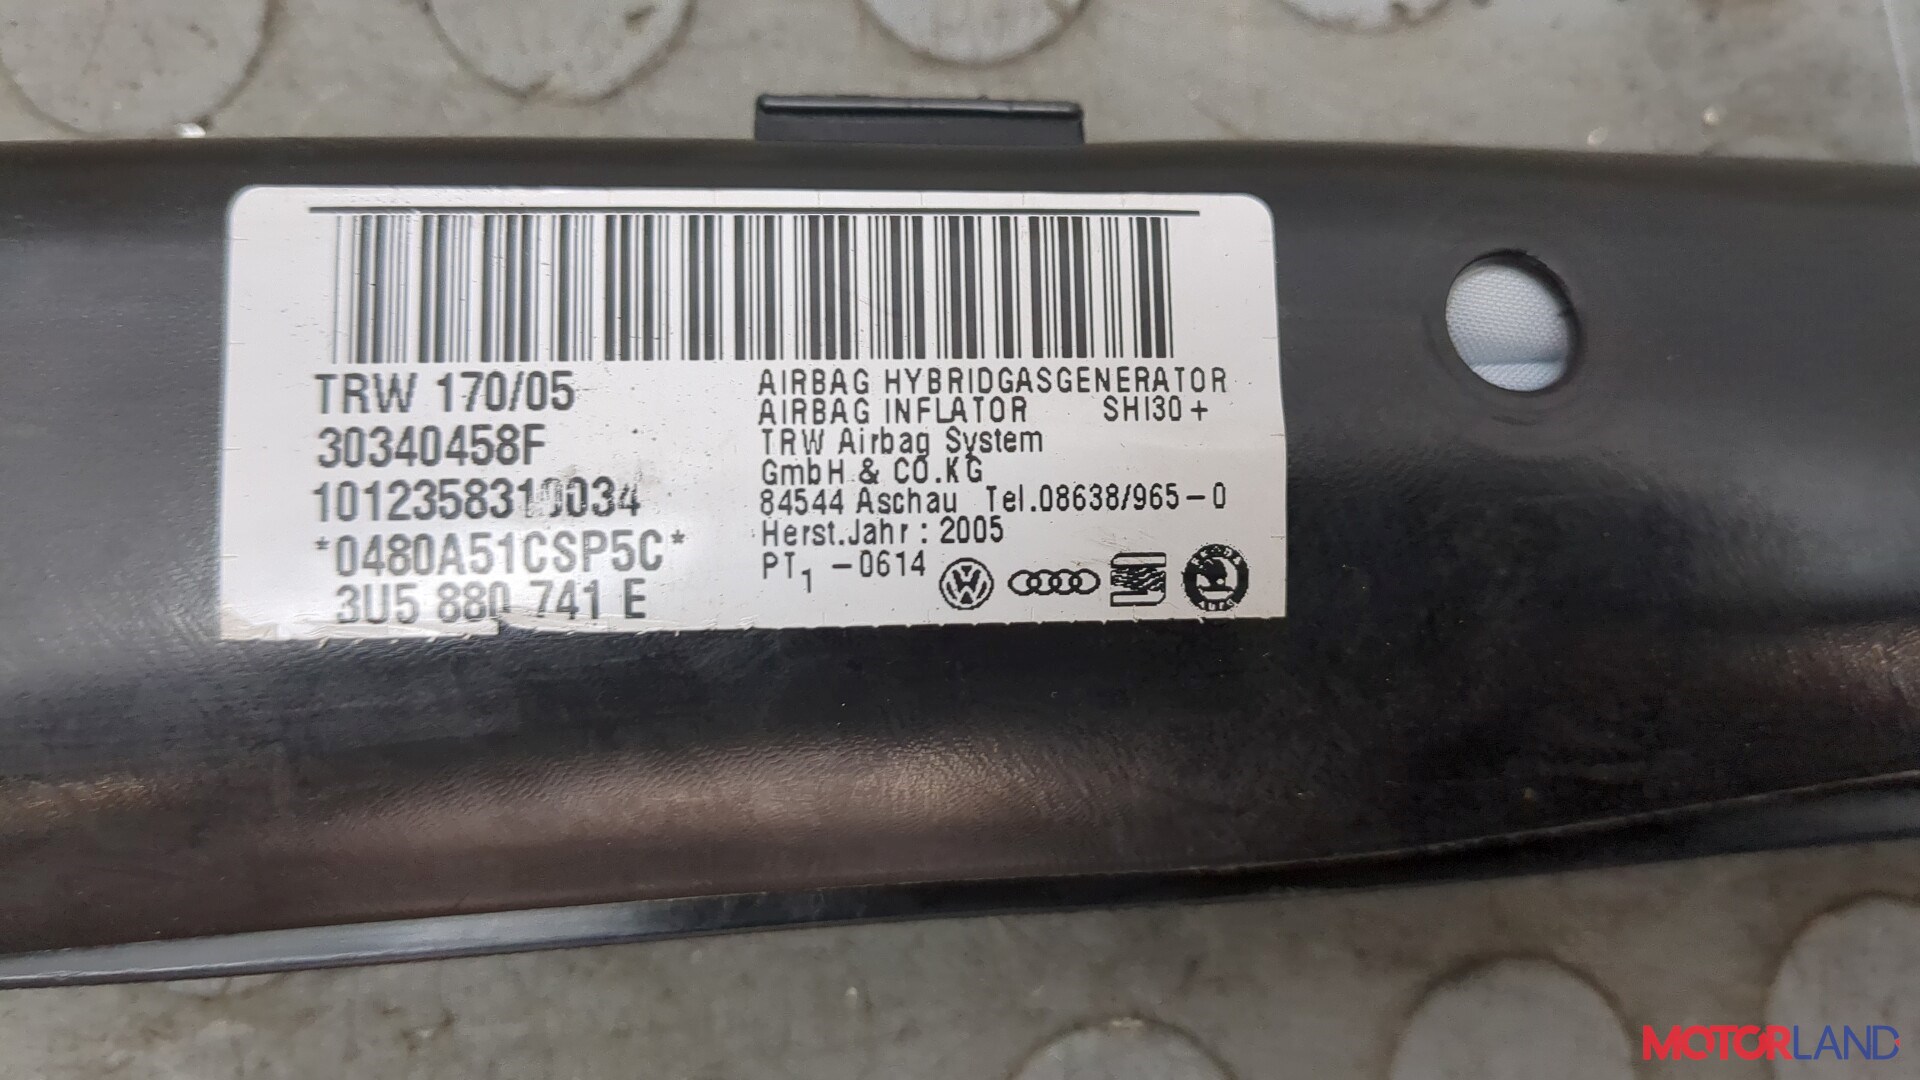 TRW 170/05
30340458F
1012358310034
*0480A51CSP5C*
3U5 880 741 E
AIRBAG HYBRIDGASGENERATOR
AIRBAG INFLATOR SHI30+
TRW Airbag System
GmbH & CO.KG
84544 Aschau Tel.08638/965-0
Herst.Jahr: 2005
PT1 -0614
MOTORLAND